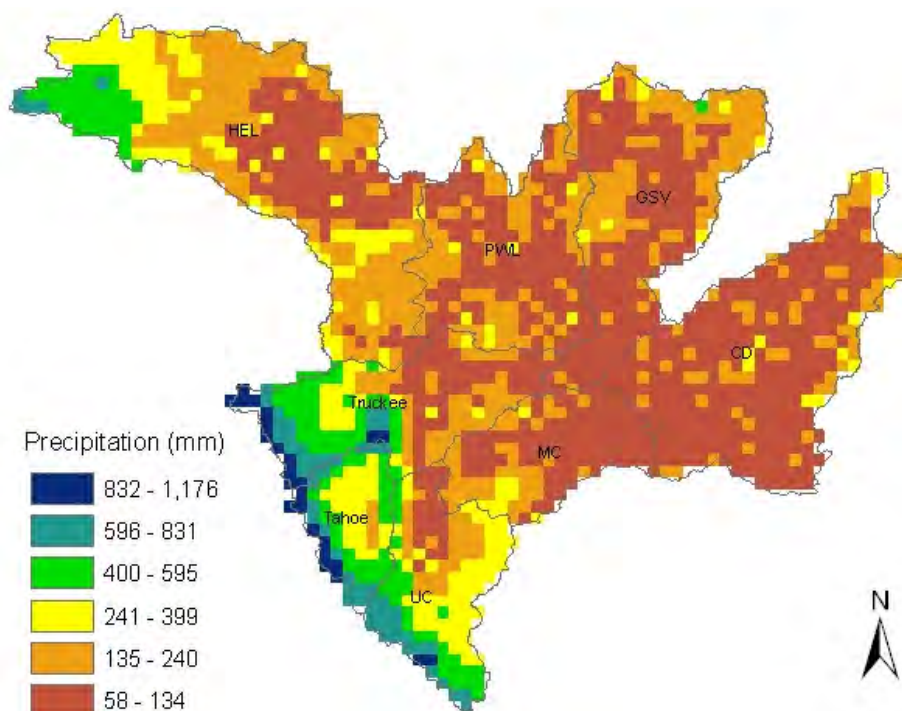 HEL
GSV
PWL
CD
Truckee
MC
Tahoe
UC
Precipitation (mm)
832 - 1,176
596 - 831
400 - 595
241 - 399
135 - 240
58 - 134
N